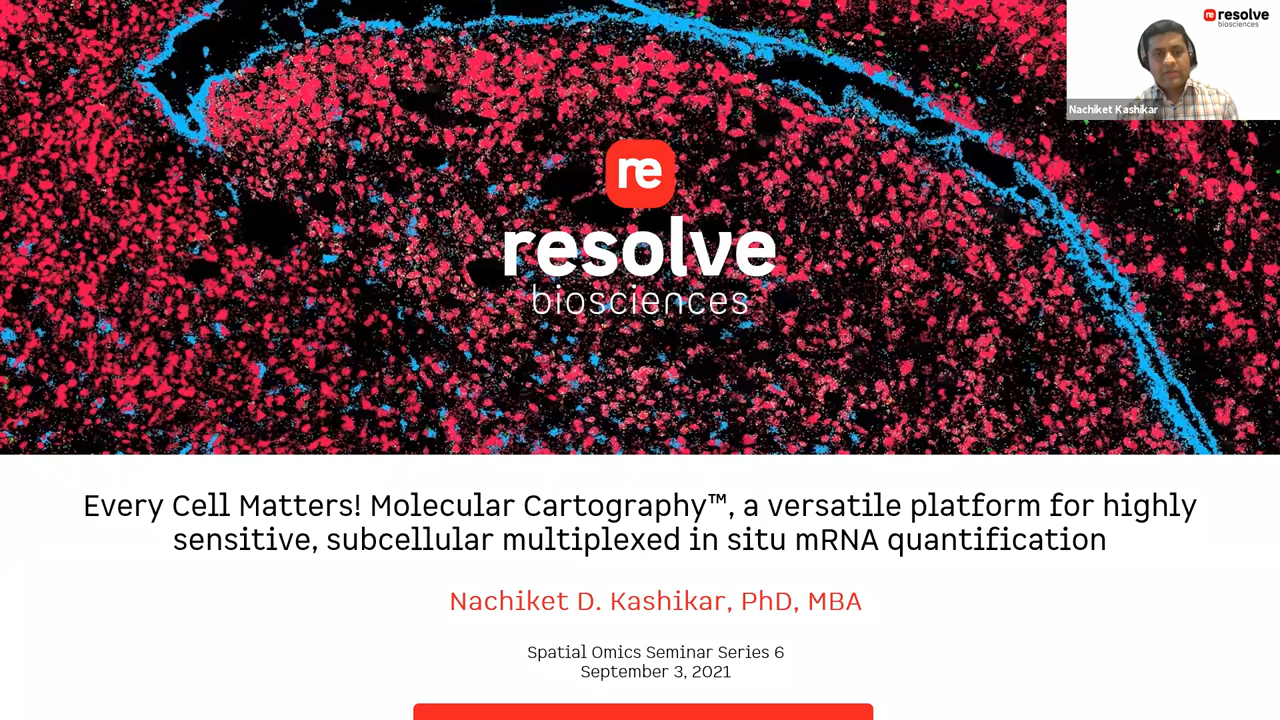 re resolve
biosciences
Nachiket Kashikar
re
resolve
biosciences
Every Cell Matters! Molecular Cartography™, a versatile platform for highly
sensitive, subcellular multiplexed in situ mRNA quantification
Nachiket D. Kashikar, PhD, MBA
Spatial Omics Seminar Series 6
September 3, 2021